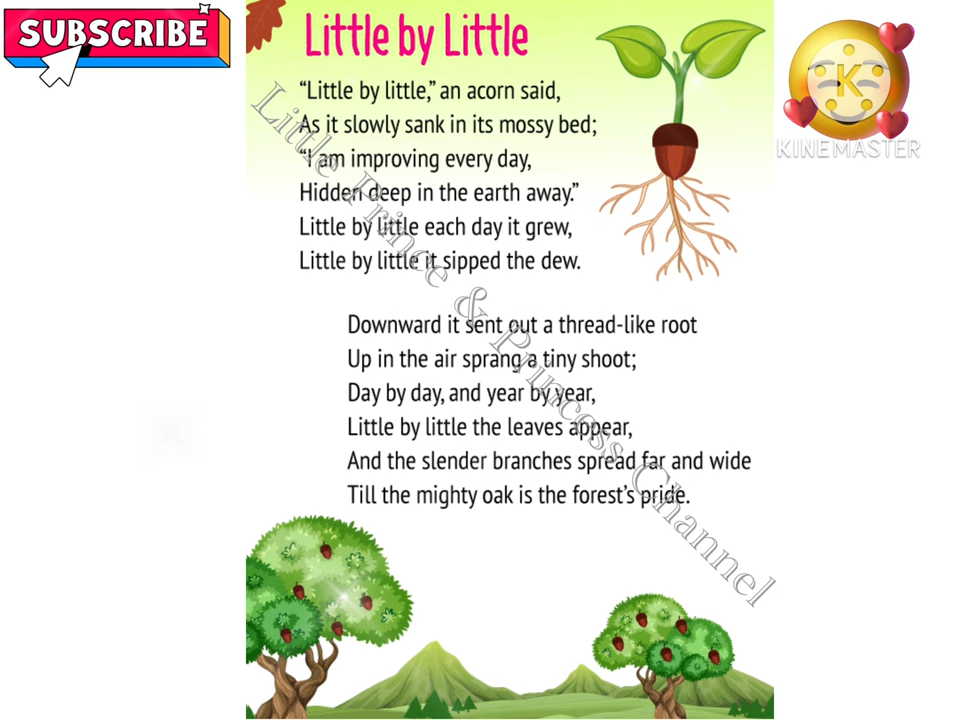 SUBSCRIBE
Little by Little
K
KINEMASTER
“Little by little,” an acorn said,
As it slowly sank in its mossy bed;
“I am improving every day,
Hidden deep in the earth away.”
Little by little each day it grew,
Little by little it sipped the dew.
Downward it sent out a thread-like root
Up in the air sprang a tiny shoot;
Day by day, and year by year,
Little by little the leaves appear,
And the slender branches spread far and wide
Till the mighty oak is the forest’s pride.
Little Prince & Princess Channel